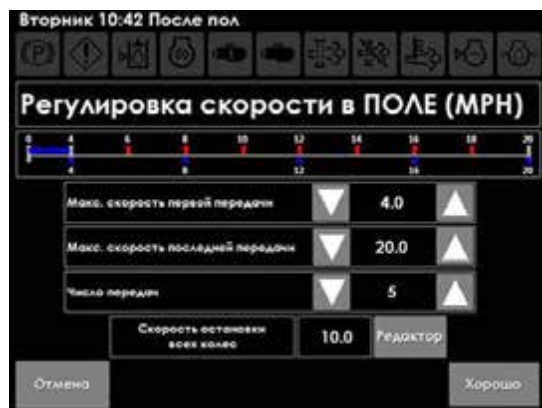 Вторник 10:42 После пол
Регулировка скорости в ПОЛЕ (MPH)
0 4 6 8 10 12 14 16 18 20
4 8 12 16 20
Макс. скорость первой передачи 4.0
Макс. скорость последней передачи 20.0
Число передач 5
Скорость остановки
всех колес 10.0 Редактор
Отмена Хорошо